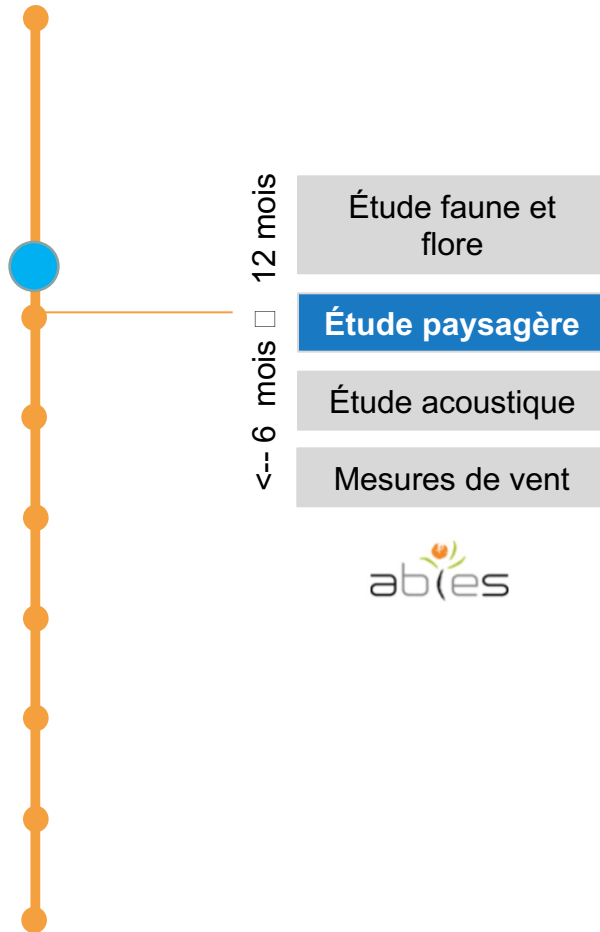 <-- 6 mois □ 12 mois
Étude faune et
flore
Étude paysagère
Étude acoustique
Mesures de vent
abies